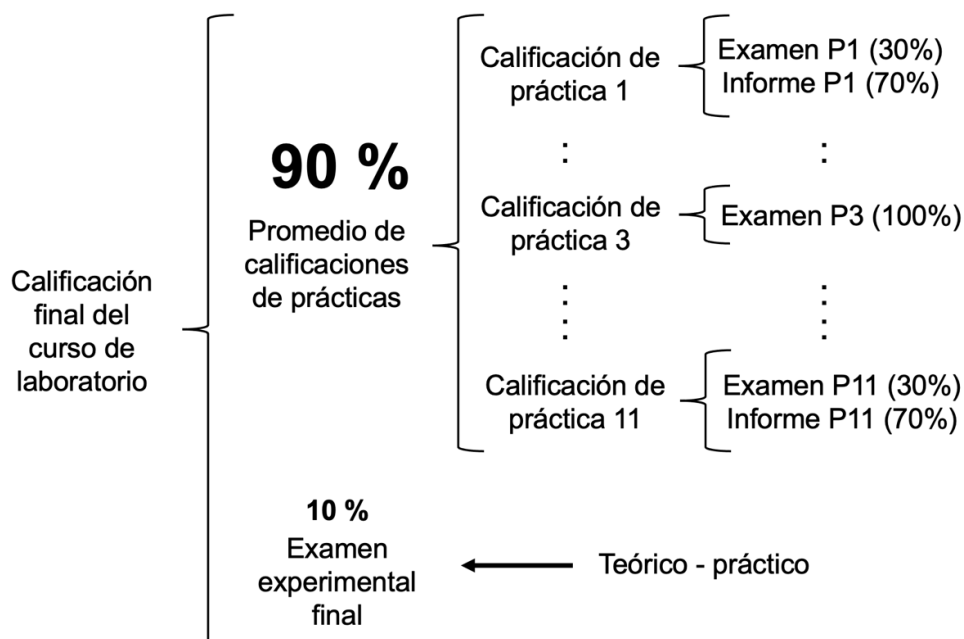 Calificación
final del
curso de
laboratorio
90 %
Promedio de
calificaciones
de prácticas
Calificación de
práctica 1
Examen P1 (30%)
Informe P1 (70%)
:
:
Calificación de
práctica 3
Examen P3 (100%)
:
:
:
:
Calificación de
práctica 11
Examen P11 (30%)
Informe P11 (70%)
10 %
Examen
experimental
final
Teórico - práctico